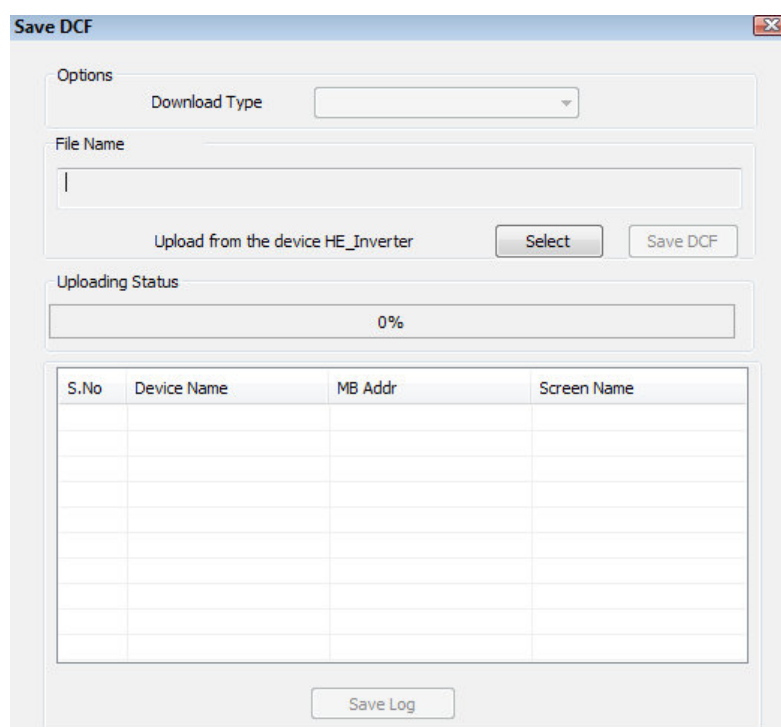 Save DCF
Options
Download Type
File Name
Upload from the device HE_Inverter Select Save DCF
Uploading Status
0%
S.No Device Name MB Addr Screen Name
Save Log